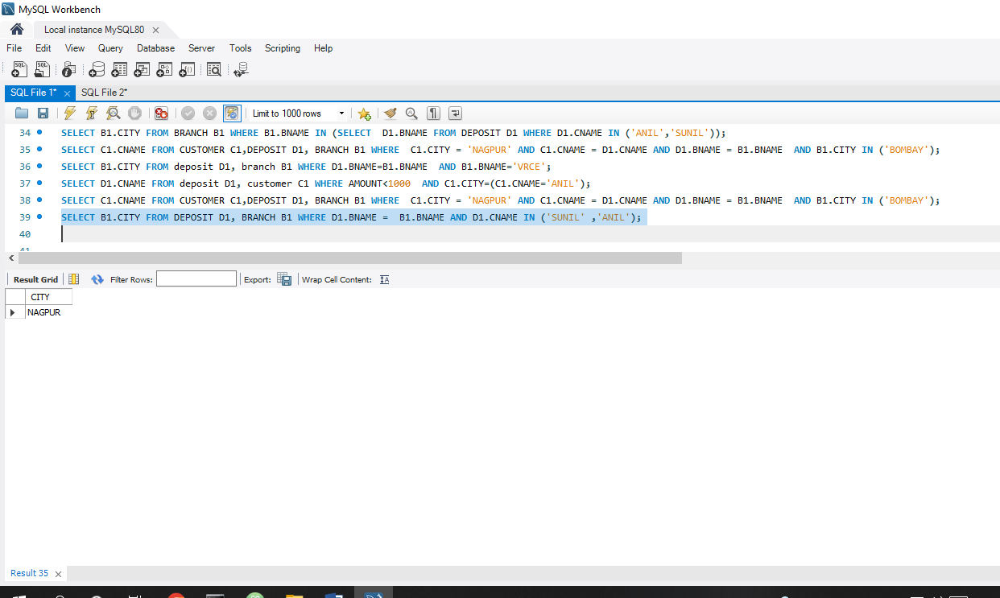 MySQL Workbench
Local instance MySQL80
File Edit View Query Database Server Tools Scripting Help
SQL File 1* SQL File 2*
Limit to 1000 rows
34 SELECT B1.CITY FROM BRANCH B1 WHERE B1.BNAME IN (SELECT  D1.BNAME FROM DEPOSIT D1 WHERE D1.CNAME IN ('ANIL','SUNIL'));
35 SELECT C1.CNAME FROM CUSTOMER C1,DEPOSIT D1, BRANCH B1 WHERE  C1.CITY = 'NAGPUR' AND C1.CNAME = D1.CNAME AND D1.BNAME = B1.BNAME  AND B1.CITY IN ('BOMBAY');
36 SELECT B1.CITY FROM deposit D1, branch B1 WHERE D1.BNAME=B1.BNAME  AND B1.BNAME='VRCE';
37 SELECT D1.CNAME FROM deposit D1, customer C1 WHERE AMOUNT<1000  AND C1.CITY=(C1.CNAME='ANIL');
38 SELECT C1.CNAME FROM CUSTOMER C1,DEPOSIT D1, BRANCH B1 WHERE  C1.CITY = 'NAGPUR' AND C1.CNAME = D1.CNAME AND D1.BNAME = B1.BNAME  AND B1.CITY IN ('BOMBAY');
39 SELECT B1.CITY FROM DEPOSIT D1, BRANCH B1 WHERE D1.BNAME =  B1.BNAME AND D1.CNAME IN ('SUNIL' ,'ANIL');
40
41
Result Grid Filter Rows: Export: Wrap Cell Content:
CITY
NAGPUR
Result 35